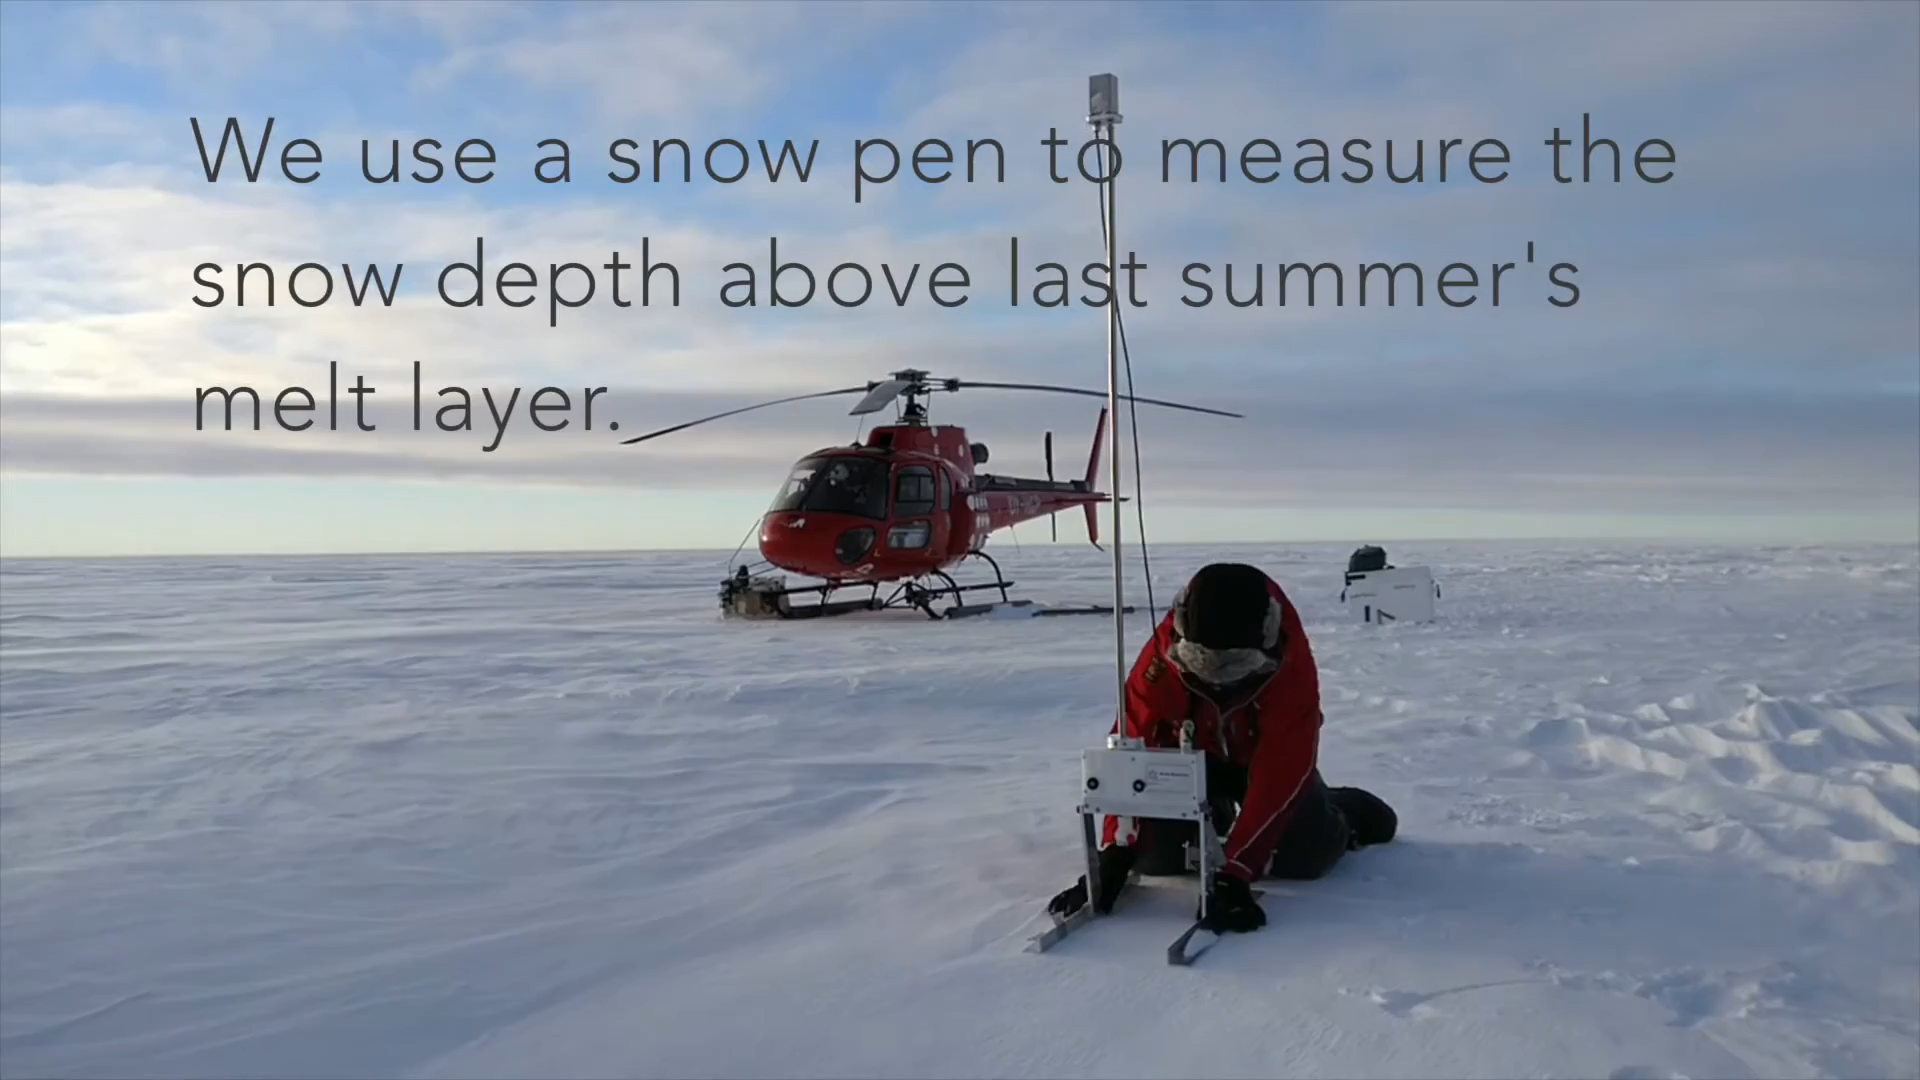 We use a snow pen to measure the
snow depth above last summer's
melt layer.